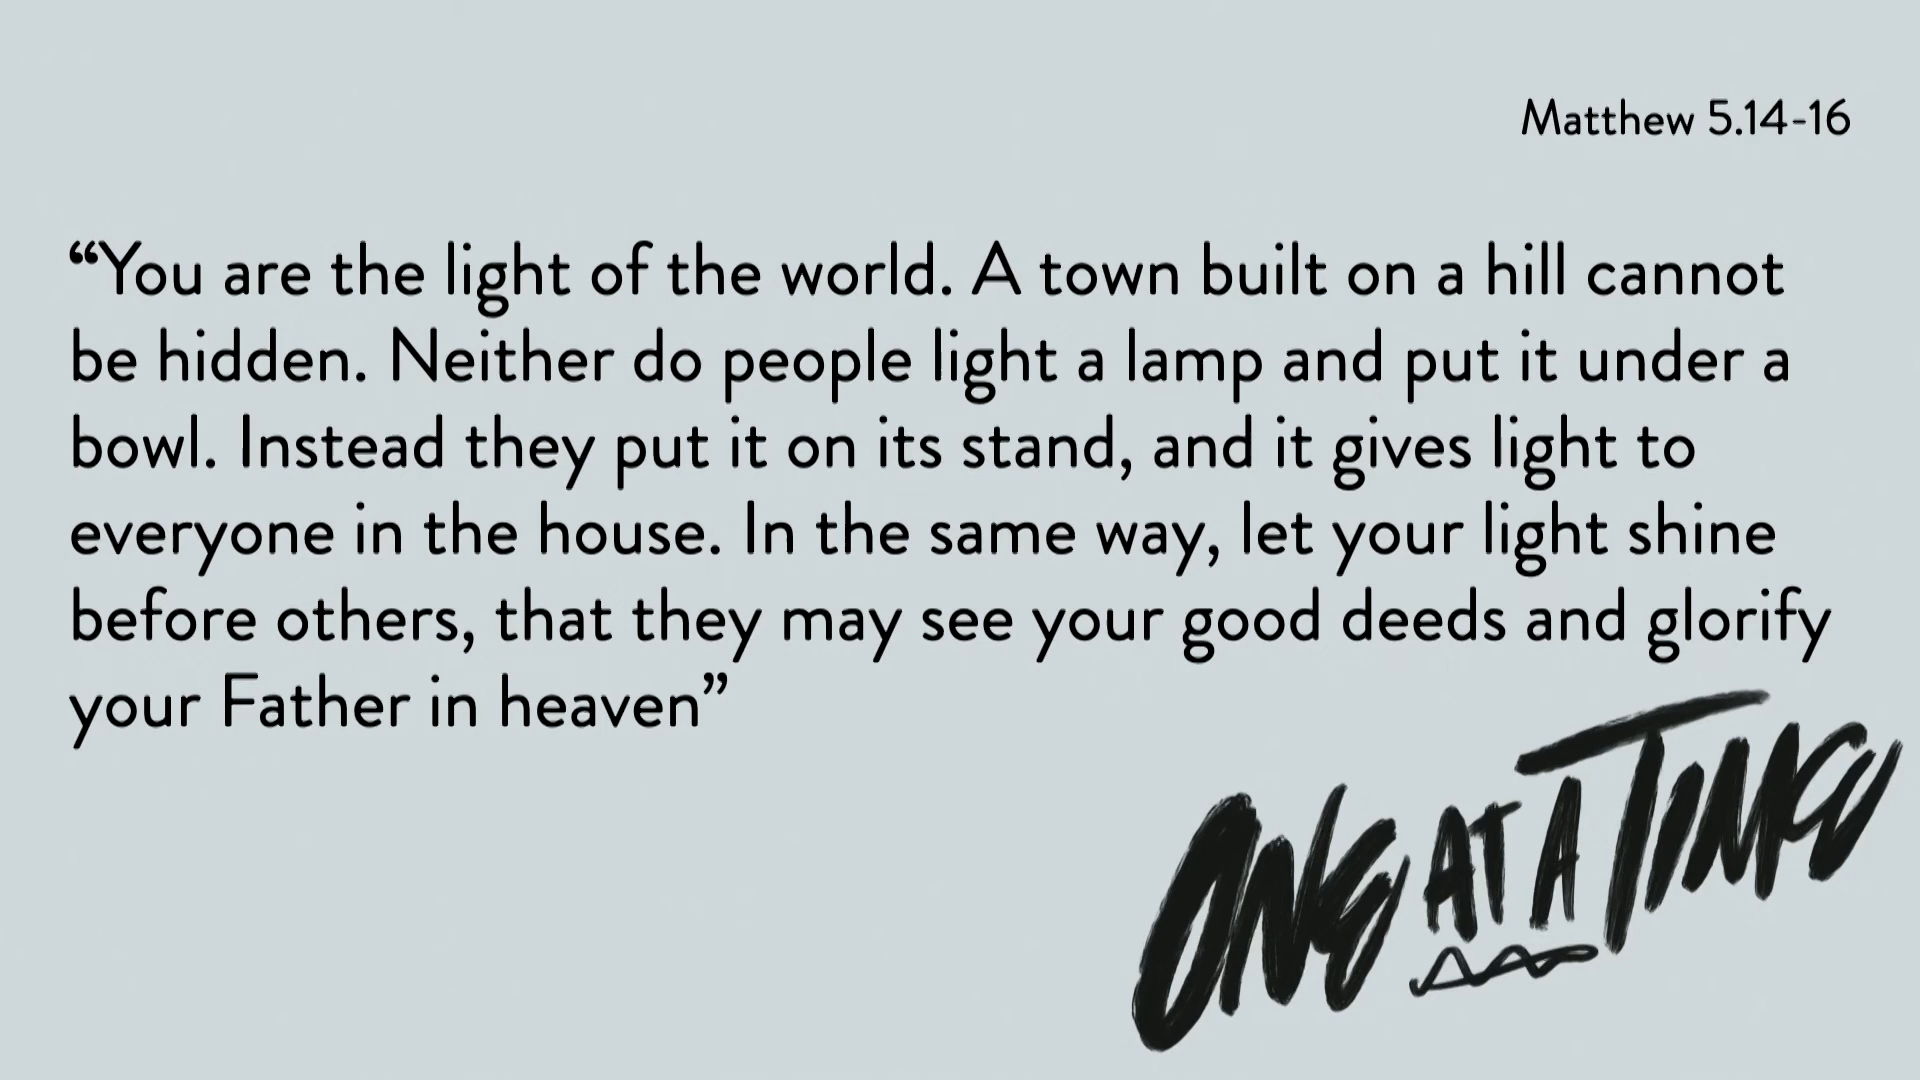 Matthew 5.14-16
“You are the light of the world. A town built on a hill cannot
be hidden. Neither do people light a lamp and put it under a
bowl. Instead they put it on its stand, and it gives light to
everyone in the house. In the same way, let your light shine
before others, that they may see your good deeds and glorify
your Father in heaven”
ONE AT A TIME